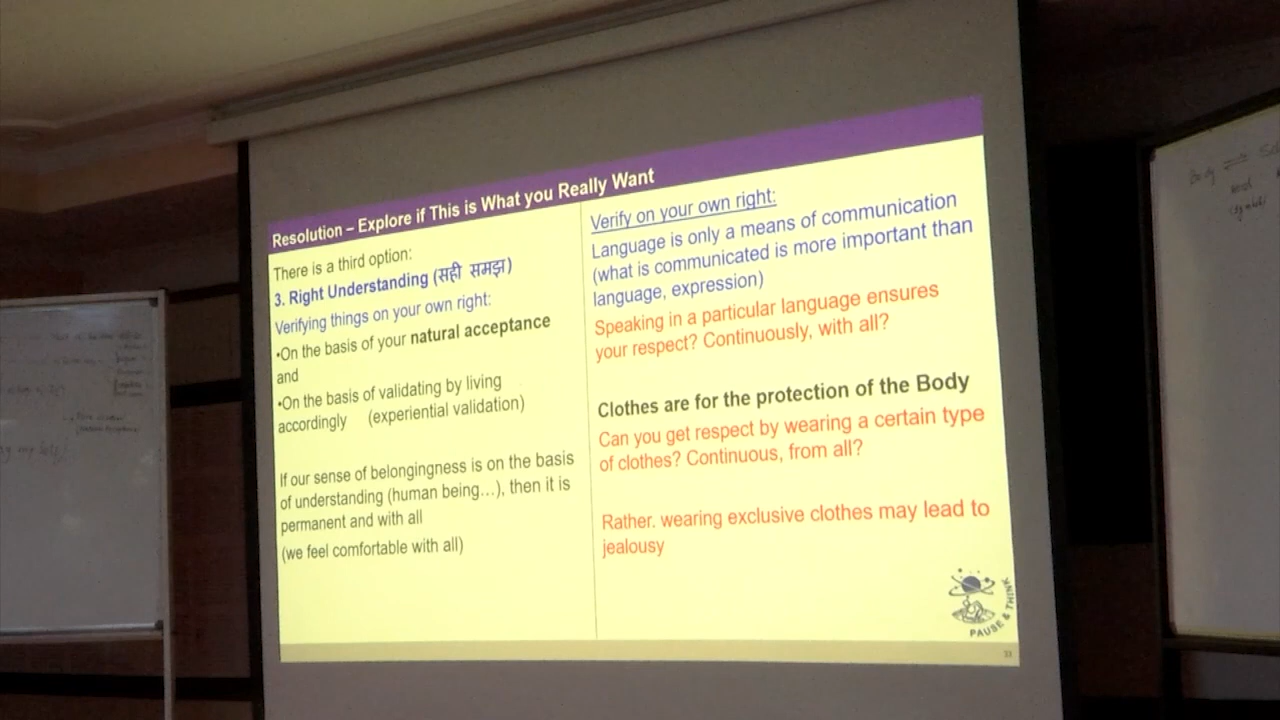 Resolution – Explore if This is What you Really Want
There is a third option:
3. Right Understanding (सही समझ)
Verifying things on your own right:
•On the basis of your natural acceptance
and
•On the basis of validating by living
accordingly (experiential validation)
If our sense of belongingness is on the basis
of understanding (human being...), then it is
permanent and with all
(we feel comfortable with all)
Verify on your own right:
Language is only a means of communication
(what is communicated is more important than
language, expression)
Speaking in a particular language ensures
your respect? Continuously, with all?
Clothes are for the protection of the Body
Can you get respect by wearing a certain type
of clothes? Continuous, from all?
Rather. wearing exclusive clothes may lead to
jealousy
PAUSE & THINK
33
Body ⇌